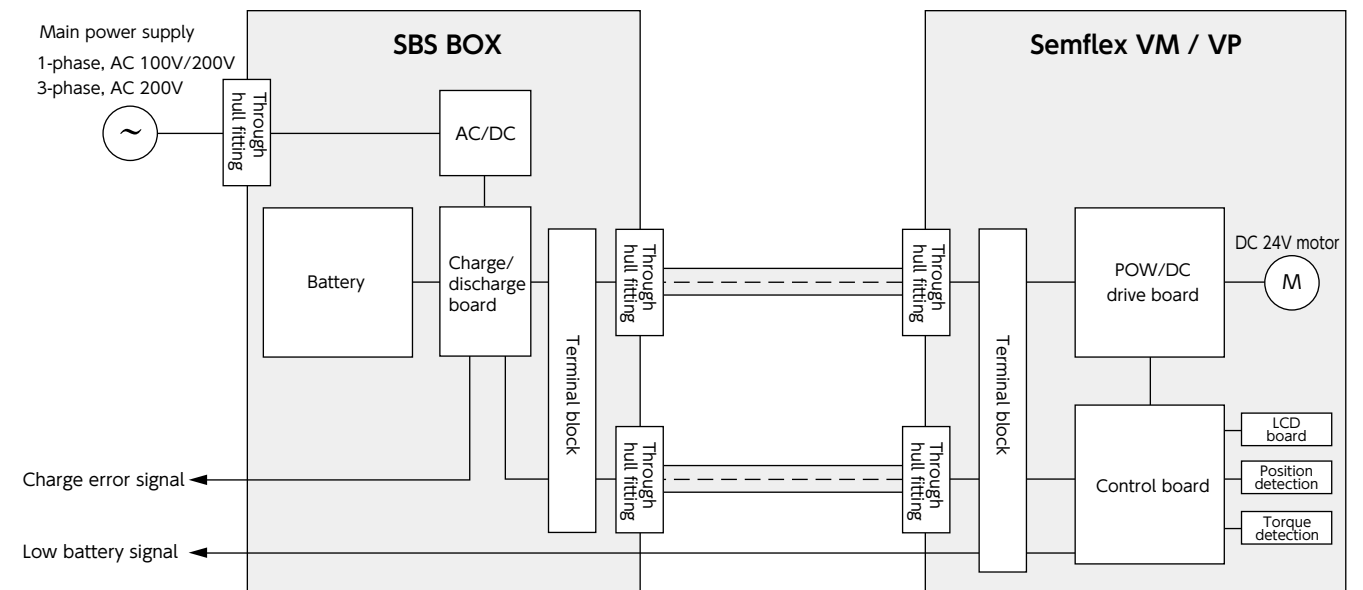 Main power supply
1-phase, AC 100V/200V
3-phase, AC 200V
~
SBS BOX
Through
hull fitting
AC/DC
Battery
Charge/
discharge
board
Terminal block
Through
hull fitting
Through
hull fitting
Charge error signal
Low battery signal
Semflex VM / VP
Through
hull fitting
Through
hull fitting
Terminal block
POW/DC
drive board
DC 24V motor
M
Control board
LCD
board
Position
detection
Torque
detection